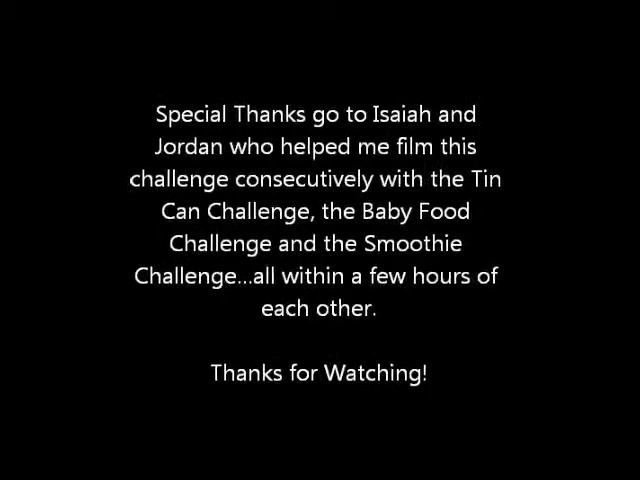 Special Thanks go to Isaiah and
Jordan who helped me film this
challenge consecutively with the Tin
Can Challenge, the Baby Food
Challenge and the Smoothie
Challenge...all within a few hours of
each other.
Thanks for Watching!